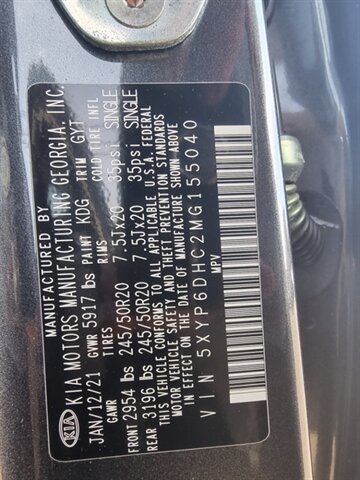 MANUFACTURED BY
KIA KIA MOTORS MANUFACTURING GEORGIA, INC.
JAN/12/21 PAINT KDG TRIM GYT
GVWR 5917 lbs
GAWR TIRES RIMS COLD TIRE INFL
FRONT 2954 lbs 245/50R20 7.5Jx20 35psi SINGLE
REAR 3196 lbs 245/50R20 7.5Jx20 35psi SINGLE
THIS VEHICLE CONFORMS TO ALL APPLICABLE U.S.A. FEDERAL
MOTOR VEHICLE SAFETY AND THEFT PREVENTION STANDARDS
IN EFFECT ON THE DATE OF MANUFACTURE SHOWN ABOVE
VIN 5XYP6DHC2MG155040
MPV